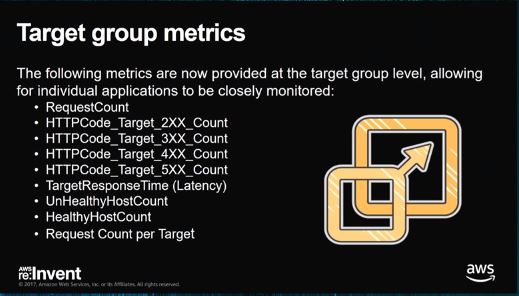 Target group metrics
The following metrics are now provided at the target group level, allowing
for individual applications to be closely monitored:
• RequestCount
• HTTPCode_Target_2XX_Count
• HTTPCode_Target_3XX_Count
• HTTPCode_Target_4XX_Count
• HTTPCode_Target_5XX_Count
• TargetResponseTime (Latency)
• UnHealthyHostCount
• HealthyHostCount
• Request Count per Target
AWS
re:Invent
© 2017, Amazon Web Services, Inc. or its Affiliates. All rights reserved.
aws